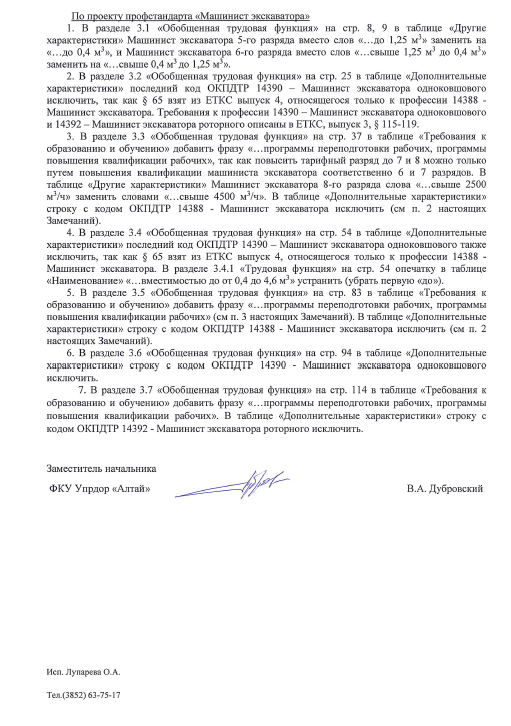 По проекту профстандарта «Машинист экскаватора»
1. В разделе 3.1 «Обобщенная трудовая функция» на стр. 8, 9 в таблице «Другие
характеристики» Машинист экскаватора 5-го разряда вместо слов «…до 1,25 м³» заменить на
«…до 0,4 м³», и Машинист экскаватора 6-го разряда вместо слов «…свыше 1,25 м³ до 0,4 м³»
заменить на «…свыше 0,4 м³ до 1,25 м³».
2. В разделе 3.2 «Обобщенная трудовая функция» на стр. 25 в таблице «Дополнительные
характеристики» последний код ОКПДТР 14390 – Машинист экскаватора одноковшового
исключить, так как § 65 взят из ЕТКС выпуск 4, относящегося только к профессии 14388 -
Машинист экскаватора. Требования к профессии 14390 – Машинист экскаватора одноковшового
и 14392 – Машинист экскаватора роторного описаны в ЕТКС, выпуск 3, § 115-119.
3. В разделе 3.3 «Обобщенная трудовая функция» на стр. 37 в таблице «Требования к
образованию и обучению» добавить фразу «…программы переподготовки рабочих, программы
повышения квалификации рабочих», так как повысить тарифный разряд до 7 и 8 можно только
путем повышения квалификации машиниста экскаватора соответственно 6 и 7 разрядов. В
таблице «Другие характеристики» Машинист экскаватора 8-го разряда слова «…свыше 2500
м³/ч» заменить словами «…свыше 4500 м³/ч». В таблице «Дополнительные характеристики»
строку с кодом ОКПДТР 14388 - Машинист экскаватора исключить (см п. 2 настоящих
Замечаний).
4. В разделе 3.4 «Обобщенная трудовая функция» на стр. 54 в таблице «Дополнительные
характеристики» последний код ОКПДТР 14390 – Машинист экскаватора одноковшового также
исключить, так как § 65 взят из ЕТКС выпуск 4, относящегося только к профессии 14388 -
Машинист экскаватора. В разделе 3.4.1 «Трудовая функция» на стр. 54 опечатку в таблице
«Наименование» «…вместимостью до от 0,4 до 4,6 м³» устранить (убрать первую «до»).
5. В разделе 3.5 «Обобщенная трудовая функция» на стр. 83 в таблице «Требования к
образованию и обучению» добавить фразу «…программы переподготовки рабочих, программы
повышения квалификации рабочих» (см п. 3 настоящих Замечаний). В таблице «Дополнительные
характеристики» строку с кодом ОКПДТР 14388 - Машинист экскаватора исключить (см п. 2
настоящих Замечаний).
6. В разделе 3.6 «Обобщенная трудовая функция» на стр. 94 в таблице «Дополнительные
характеристики» строку с кодом ОКПДТР 14390 - Машинист экскаватора одноковшового
исключить.
7. В разделе 3.7 «Обобщенная трудовая функция» на стр. 114 в таблице «Требования к
образованию и обучению» добавить фразу «…программы переподготовки рабочих, программы
повышения квалификации рабочих». В таблице «Дополнительные характеристики» строку с
кодом ОКПДТР 14392 - Машинист экскаватора роторного исключить.
Заместитель начальника
ФКУ Упрдор «Алтай» В.А. Дубровский
Исп. Лупарева О.А.
Тел.(3852) 63-75-17